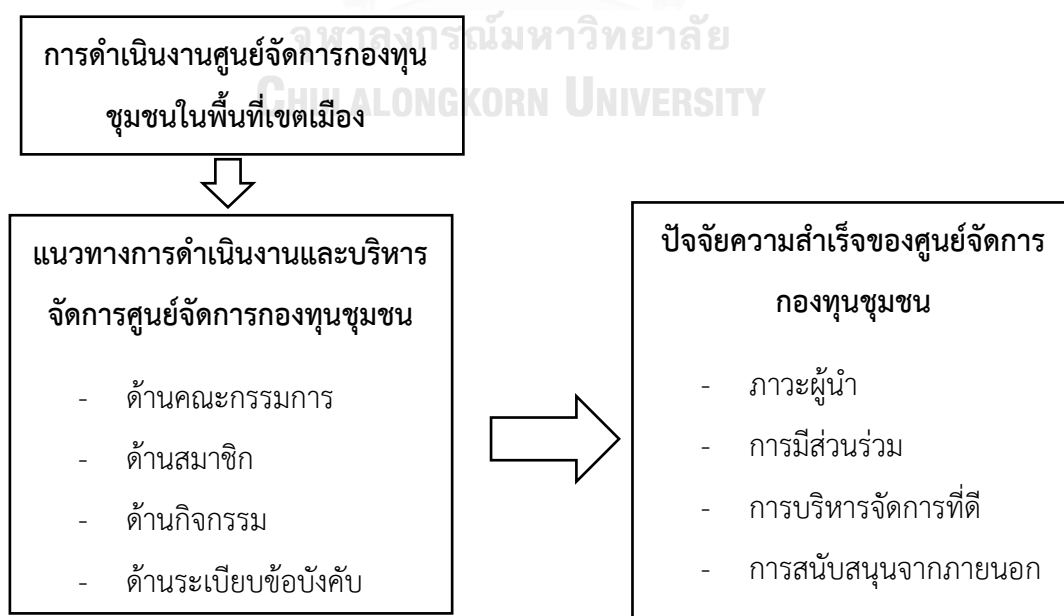 จุฬาลงกรณ์มหาวิทยาลัย
CHULALONGKORN UNIVERSITY
การดำเนินงานศูนย์จัดการกองทุน
ชุมชนในพื้นที่เขตเมือง
แนวทางการดำเนินงานและบริหาร
จัดการศูนย์จัดการกองทุนชุมชน
- ด้านคณะกรรมการ
- ด้านสมาชิก
- ด้านกิจกรรม
- ด้านระเบียบข้อบังคับ
ปัจจัยความสำเร็จของศูนย์จัดการ
กองทุนชุมชน
- ภาวะผู้นำ
- การมีส่วนร่วม
- การบริหารจัดการที่ดี
- การสนับสนุนจากภายนอก